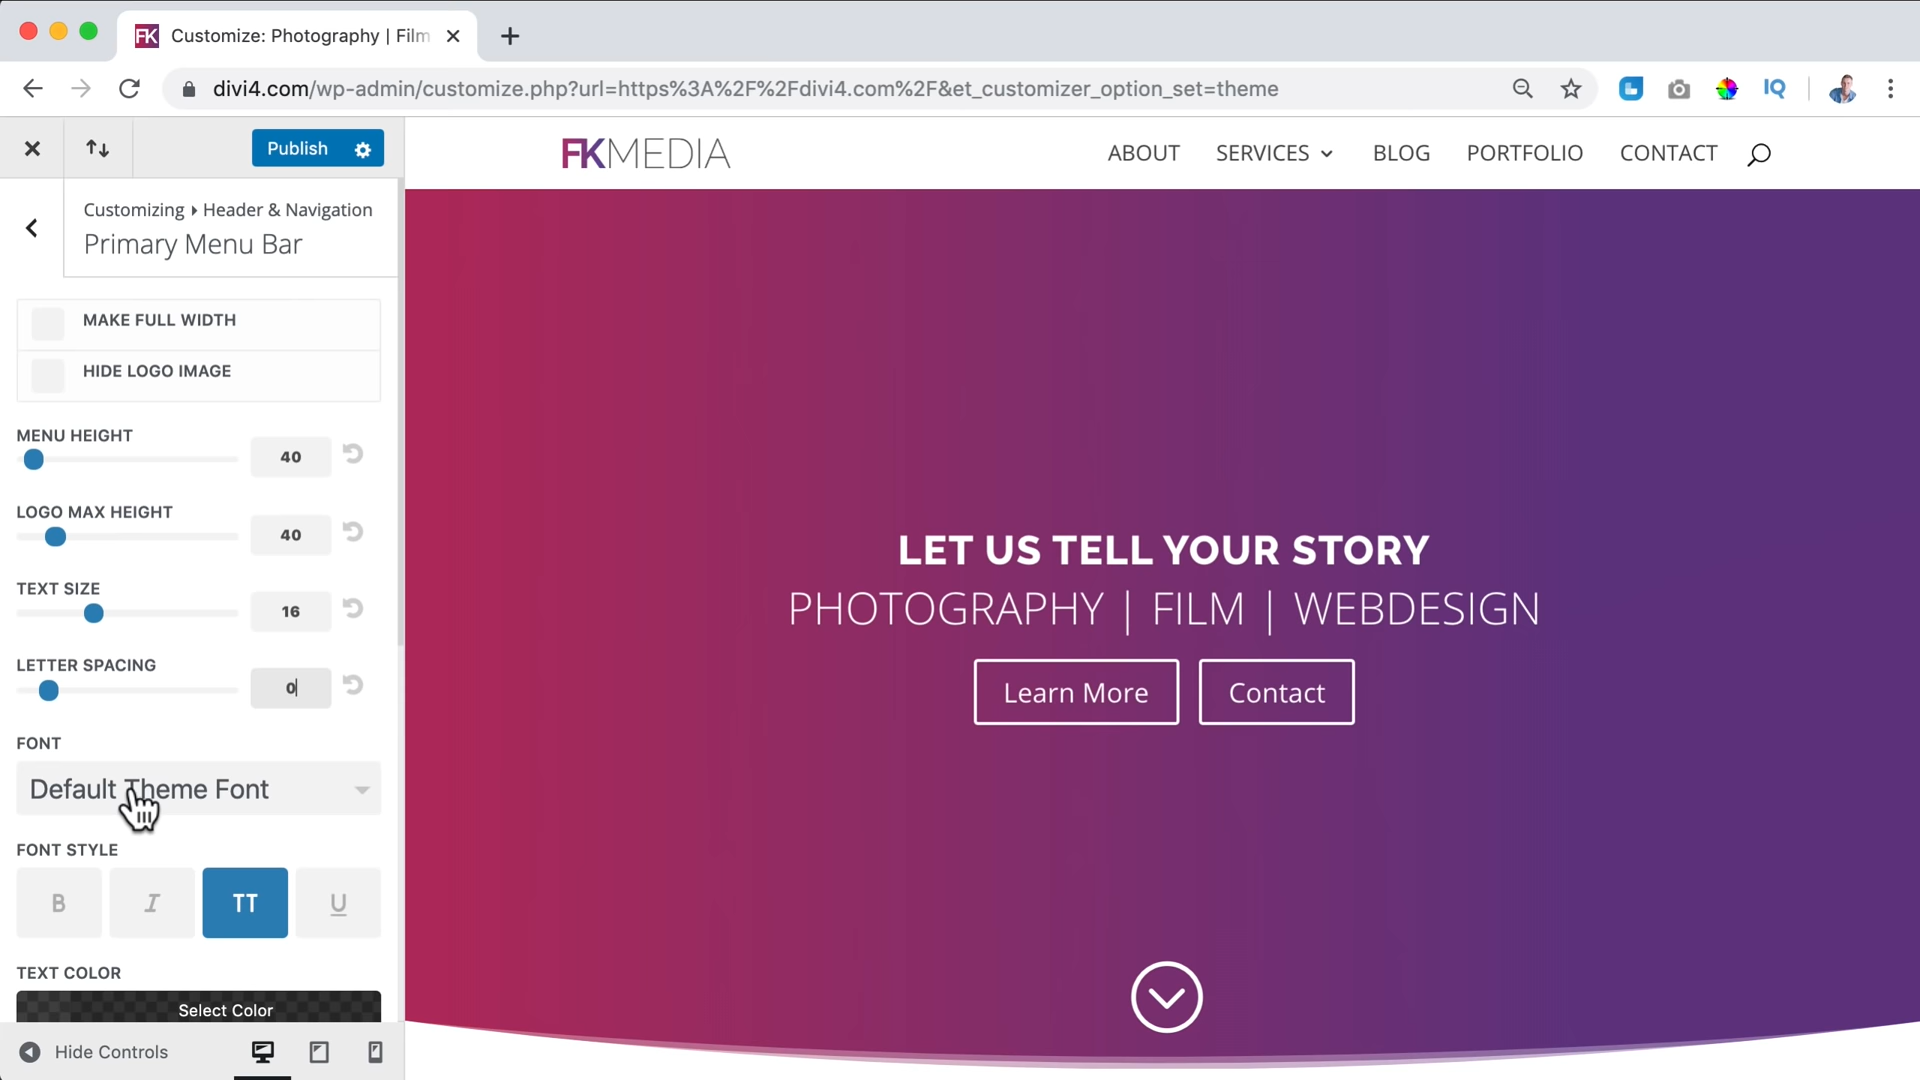 FK Customize: Photography | Film
divi4.com/wp-admin/customize.php?url=https%3A%2F%2Fdivi4.com%2F&et_customizer_option_set=theme
IQ
Publish
Customizing Header & Navigation
Primary Menu Bar
MAKE FULL WIDTH
HIDE LOGO IMAGE
MENU HEIGHT
40
LOGO MAX HEIGHT
40
TEXT SIZE
16
LETTER SPACING
0
FONT
Default Theme Font
FONT STYLE
B I TT U
TEXT COLOR
Select Color
Hide Controls
FKMEDIA
ABOUT SERVICES BLOG PORTFOLIO CONTACT
LET US TELL YOUR STORY
PHOTOGRAPHY | FILM | WEBDESIGN
Learn More Contact